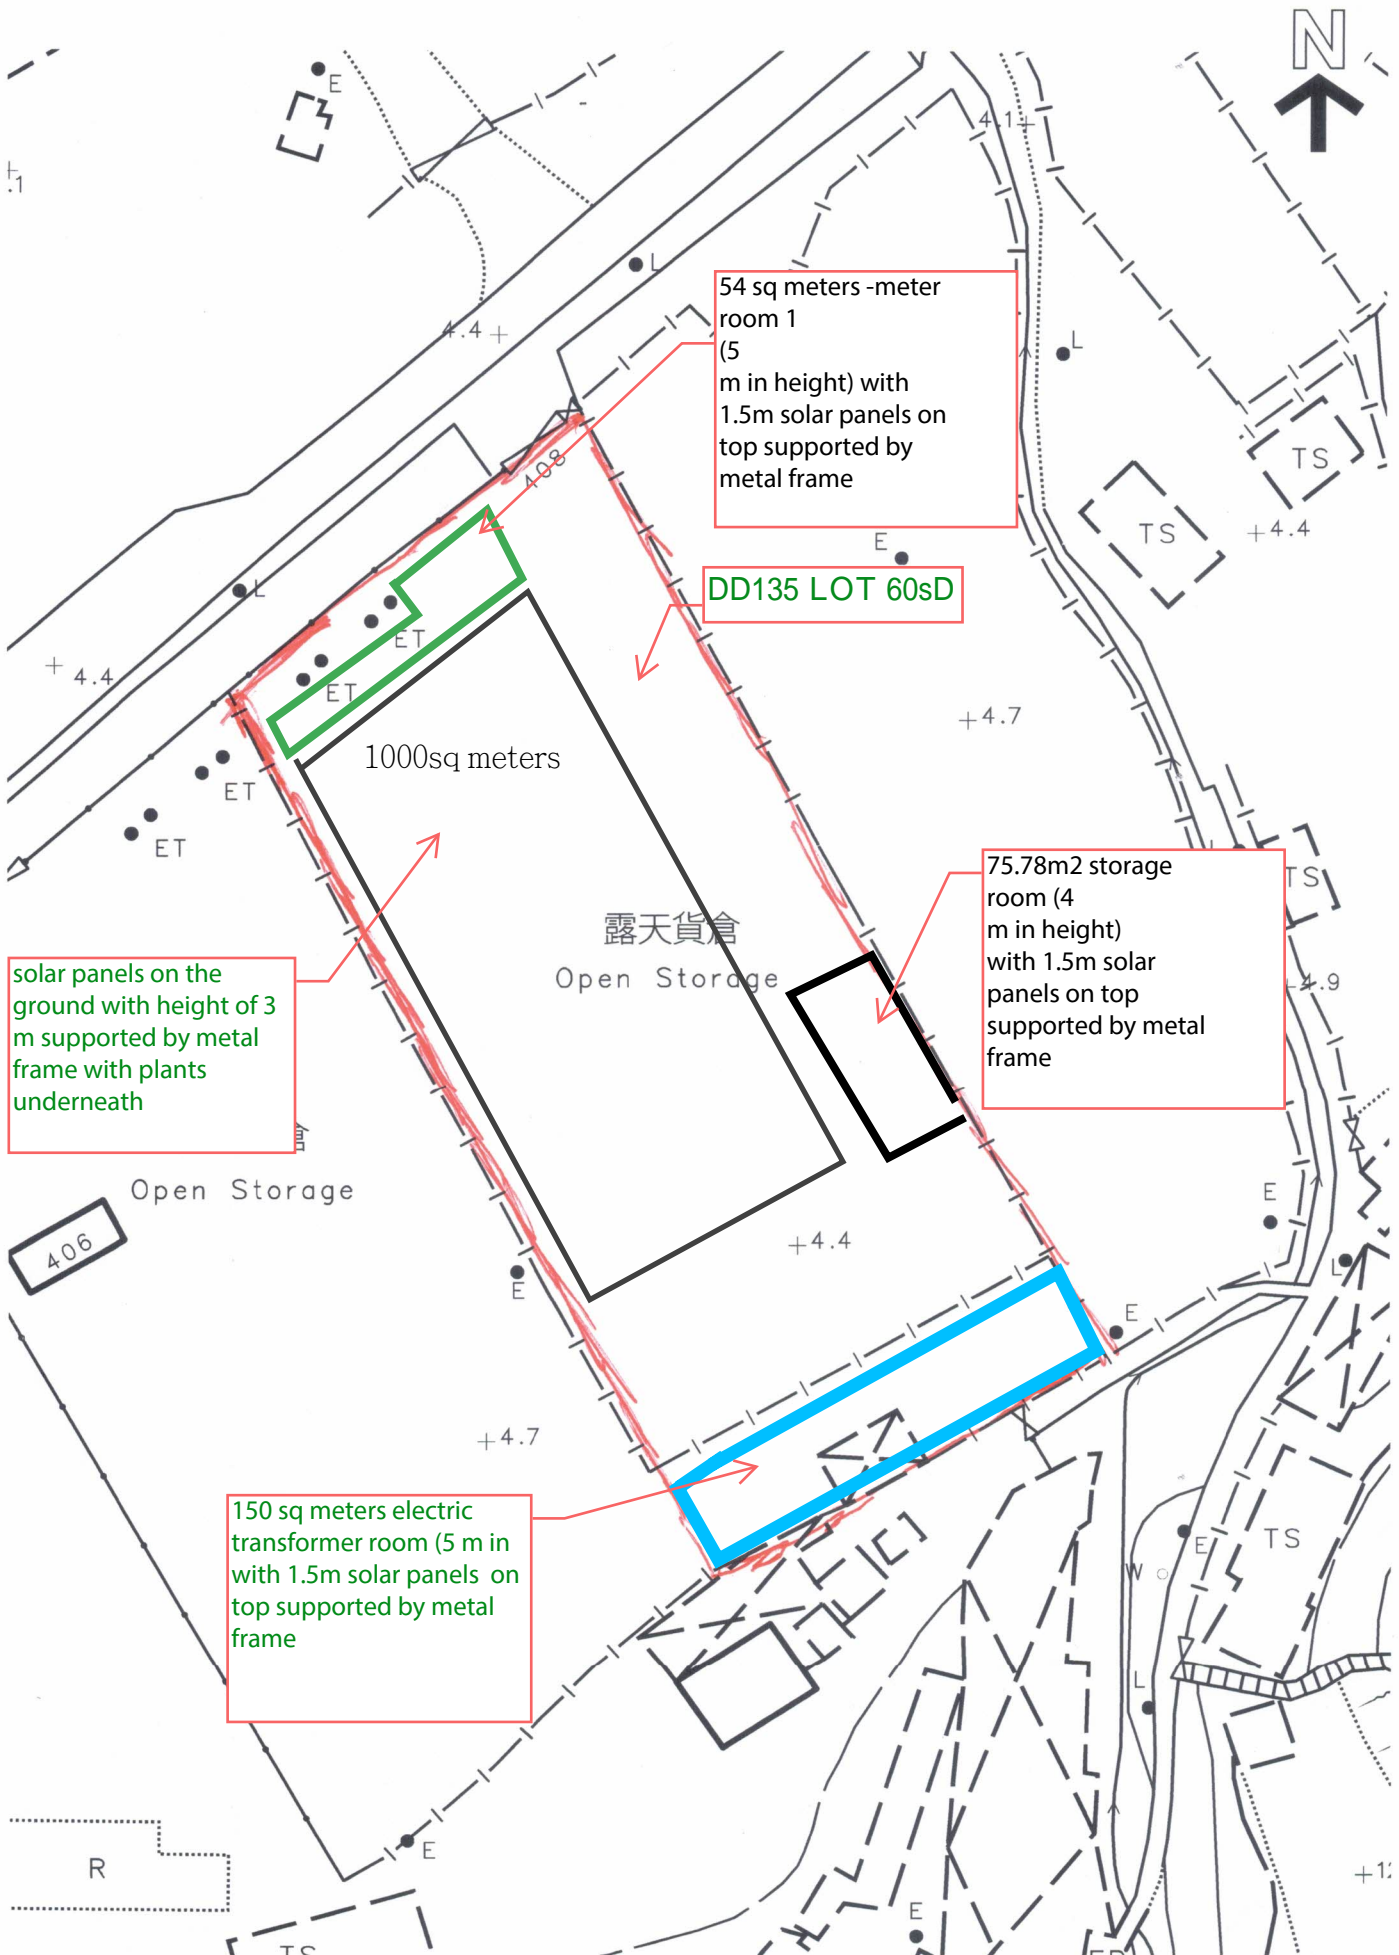 N
E
4.1
.1
L
4.4
54 sq meters -meter
room 1
(5
m in height) with
1.5m solar panels on
top supported by
metal frame
L
TS
408
TS
4.4
E
L
DD135 LOT 60sD
ET
4.4
ET
4.7
1000sq meters
ET
ET
75.78m2 storage
room (4
m in height)
with 1.5m solar
panels on top
supported by metal
frame
TS
露天貨倉
Open Storage
4.9
solar panels on the
ground with height of 3
m supported by metal
frame with plants
underneath
倉
Open Storage
E
406
4.4
L
E
E
4.7
150 sq meters electric
transformer room (5 m in
with 1.5m solar panels on
top supported by metal
frame
E
TS
W
L
E
R
E
TS